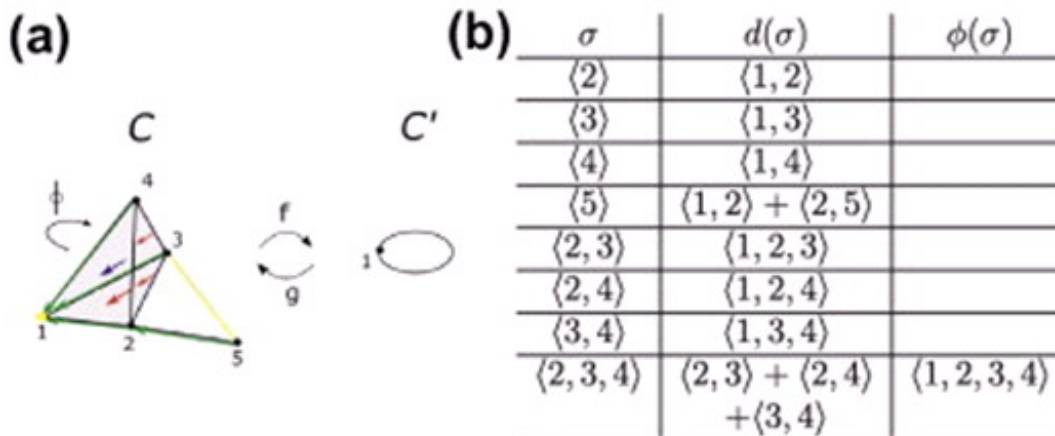 (a)
C
C'
ϕ
4
3
1
2
5
f
g
1
(b)
σ d(σ) ϕ(σ)
⟨2⟩ ⟨1, 2⟩
⟨3⟩ ⟨1, 3⟩
⟨4⟩ ⟨1, 4⟩
⟨5⟩ ⟨1, 2⟩ + ⟨2, 5⟩
⟨2, 3⟩ ⟨1, 2, 3⟩
⟨2, 4⟩ ⟨1, 2, 4⟩
⟨3, 4⟩ ⟨1, 3, 4⟩
⟨2, 3, 4⟩ ⟨2, 3⟩ + ⟨2, 4⟩ ⟨1, 2, 3, 4⟩
+⟨3, 4⟩